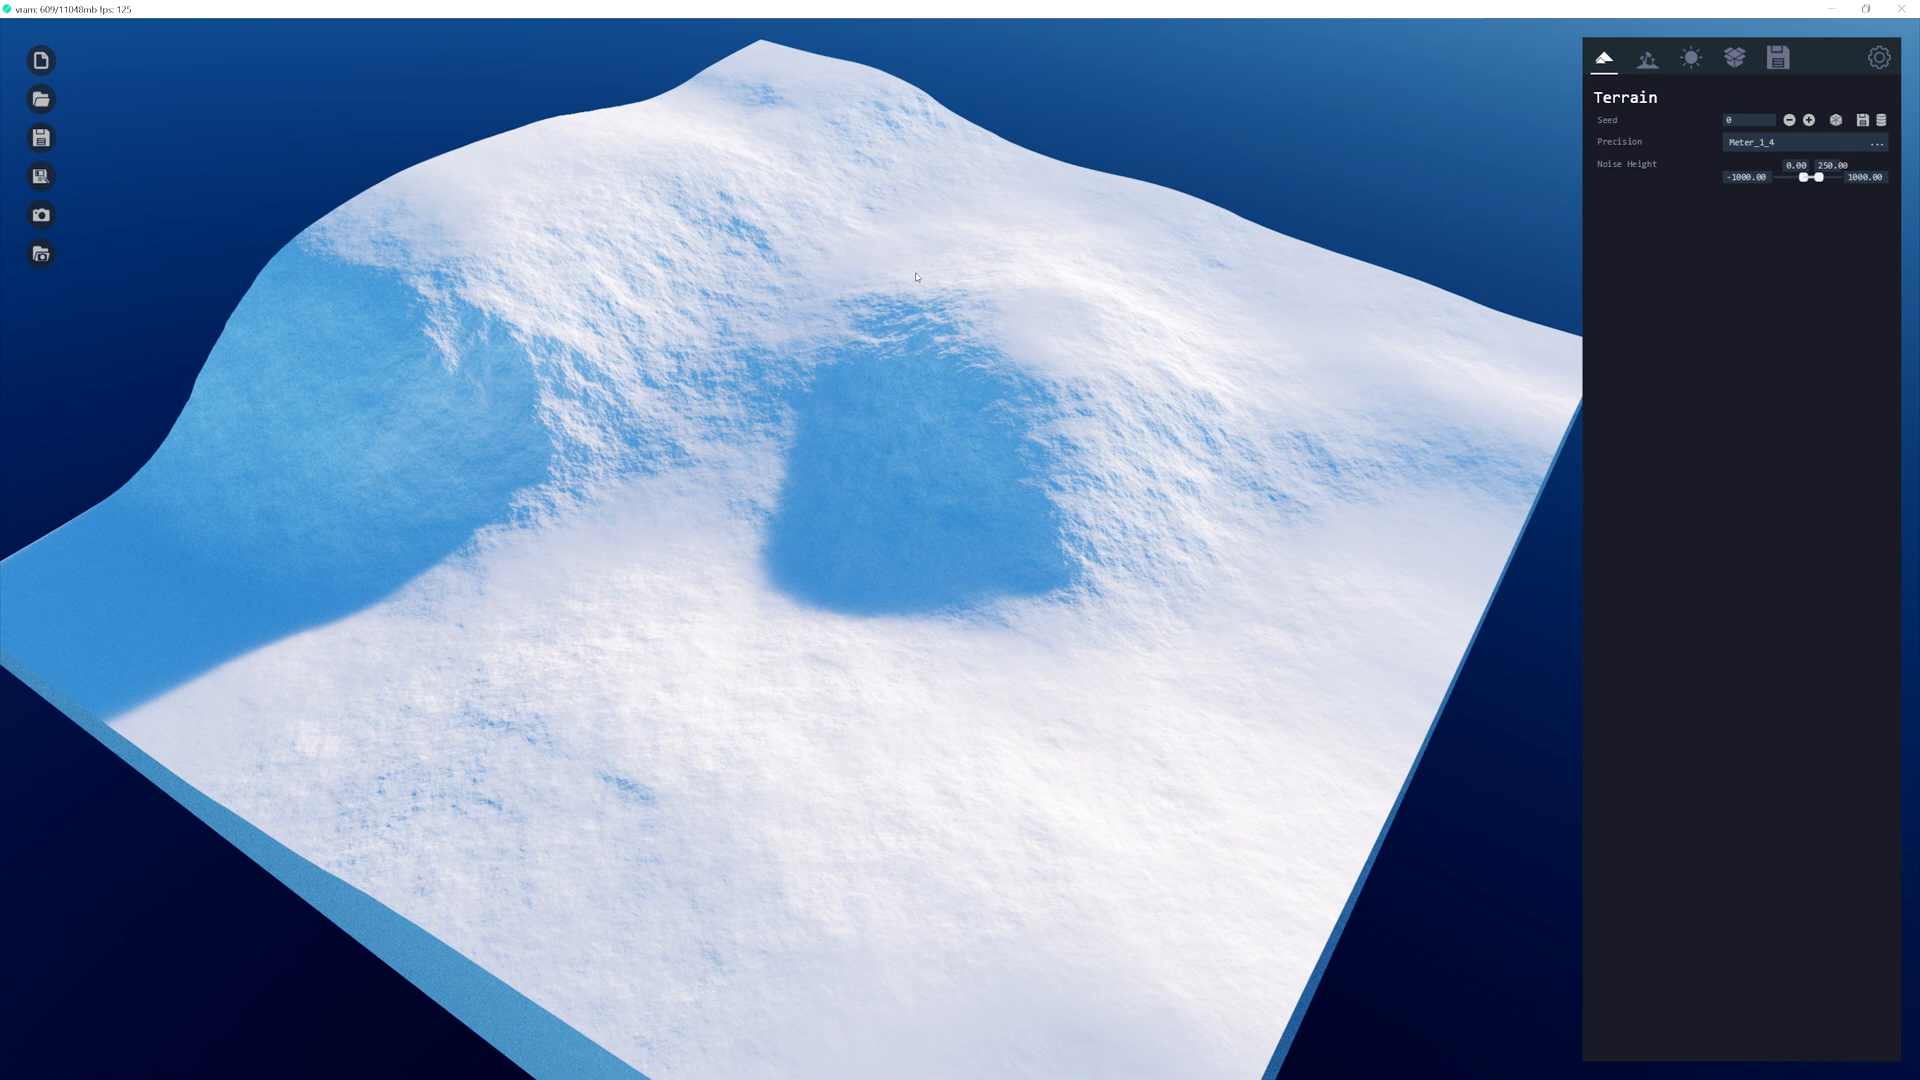 vram: 609/11048mb fps: 125
Terrain
Seed 0
Precision Meter_1_4 ...
Noise Height 0.00 250.00
-1000.00 1000.00